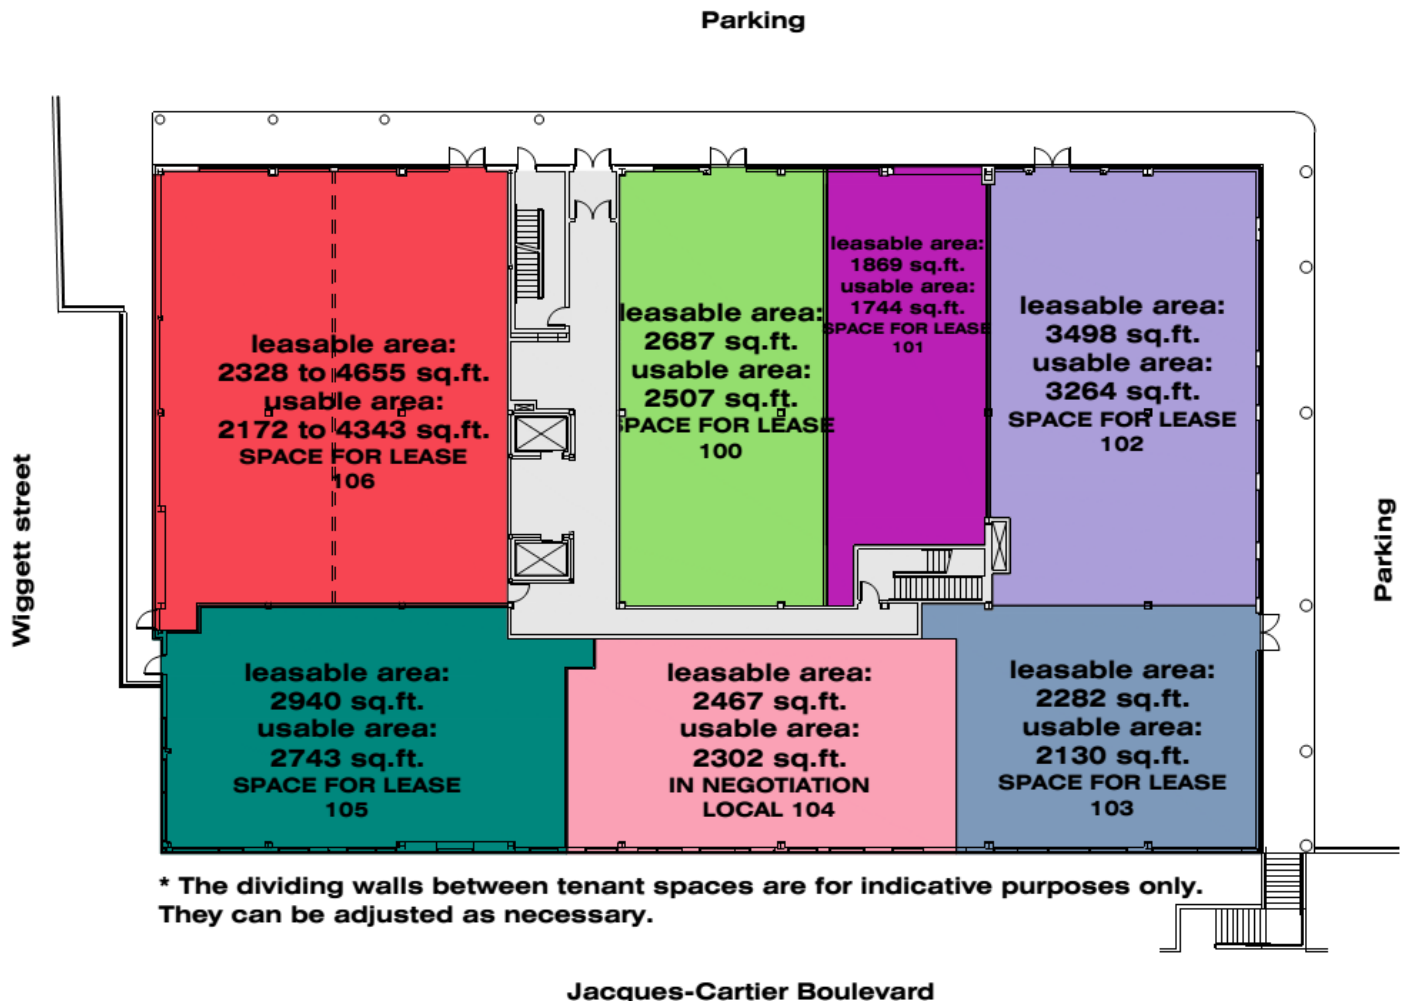 Parking
leasable area:
2328 to 4655 sq.ft.
usable area:
2172 to 4343 sq.ft.
SPACE FOR LEASE
106
leasable area:
2687 sq.ft.
usable area:
2507 sq.ft.
SPACE FOR LEASE
100
leasable area:
1869 sq.ft.
usable area:
1744 sq.ft.
SPACE FOR LEASE
101
leasable area:
3498 sq.ft.
usable area:
3264 sq.ft.
SPACE FOR LEASE
102
Wiggett street
Parking
leasable area:
2940 sq.ft.
usable area:
2743 sq.ft.
SPACE FOR LEASE
105
leasable area:
2467 sq.ft.
usable area:
2302 sq.ft.
IN NEGOTIATION
LOCAL 104
leasable area:
2282 sq.ft.
usable area:
2130 sq.ft.
SPACE FOR LEASE
103
* The dividing walls between tenant spaces are for indicative purposes only.
They can be adjusted as necessary.
Jacques-Cartier Boulevard